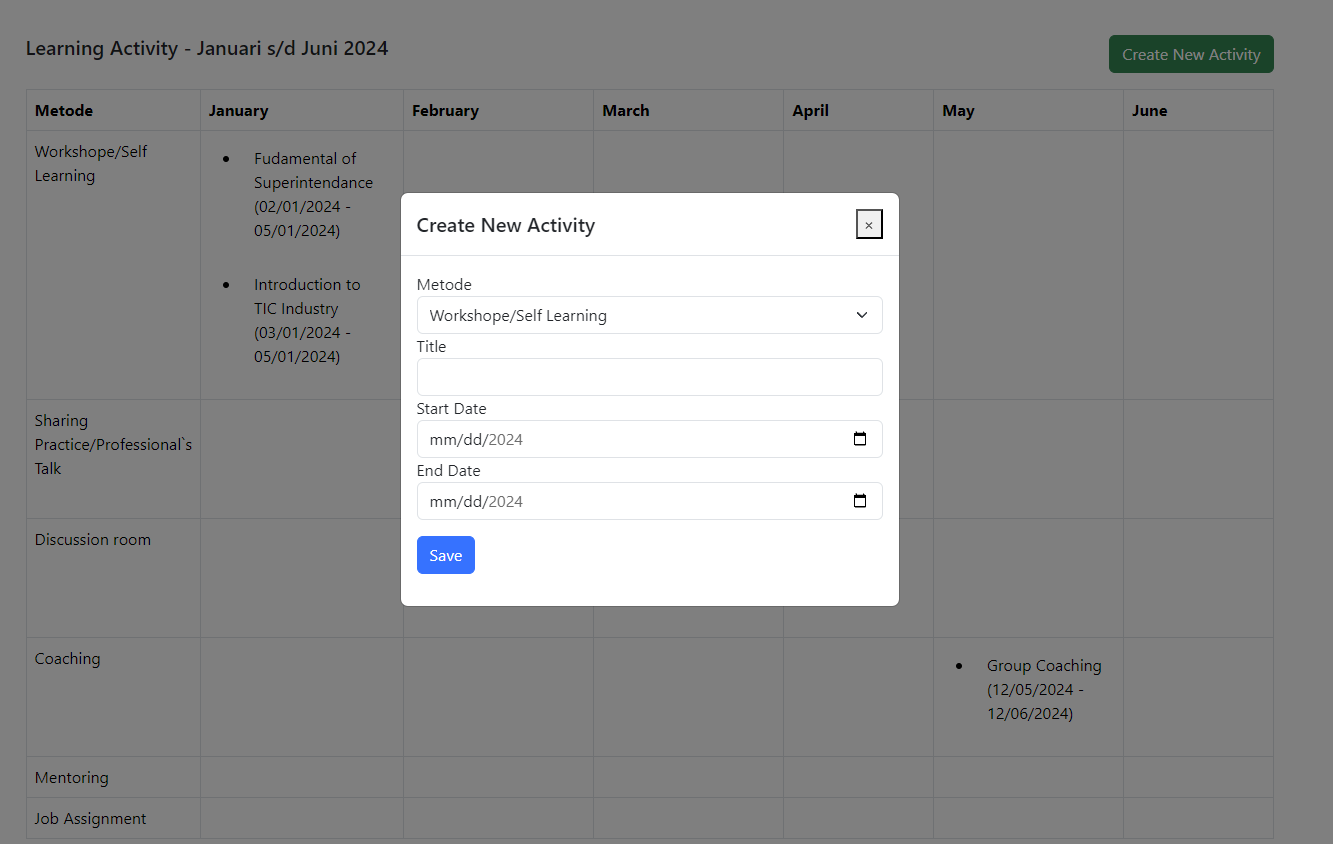 Learning Activity - Januari s/d Juni 2024
Create New Activity
Metode January February March April May June
Workshope/Self
Learning
• Fudamental of
Superintendance
(02/01/2024 -
05/01/2024)
• Introduction to
TIC Industry
(03/01/2024 -
05/01/2024)
Sharing
Practice/Professional`s
Talk
Discussion room
Coaching
• Group Coaching
(12/05/2024 -
12/06/2024)
Mentoring
Job Assignment
Create New Activity
×
Metode
Workshope/Self Learning
Title
Start Date
mm/dd/2024
End Date
mm/dd/2024
Save